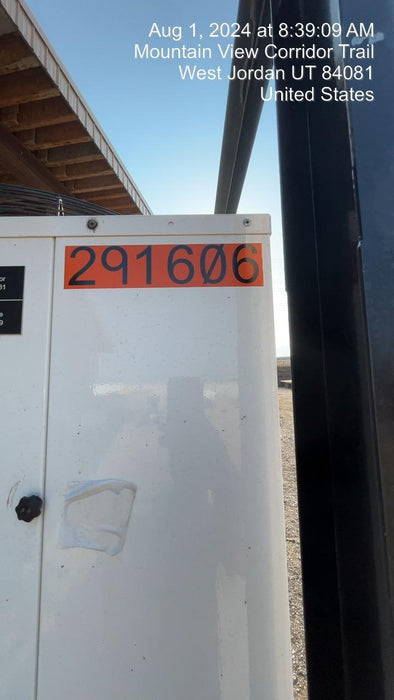 Aug 1, 2024 at 8:39:09 AM
Mountain View Corridor Trail
West Jordan UT 84081
United States
291606